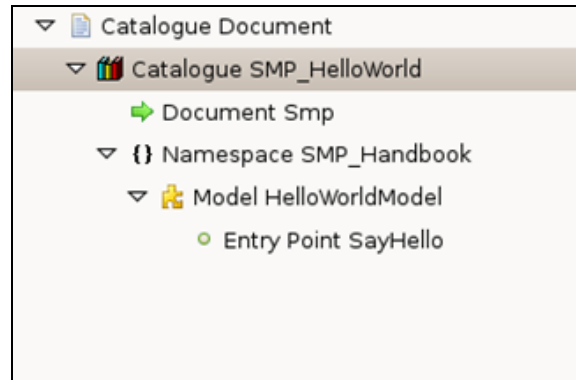 Catalogue Document
Catalogue SMP_HelloWorld
Document Smp
{} Namespace SMP_Handbook
Model HelloWorldModel
Entry Point SayHello